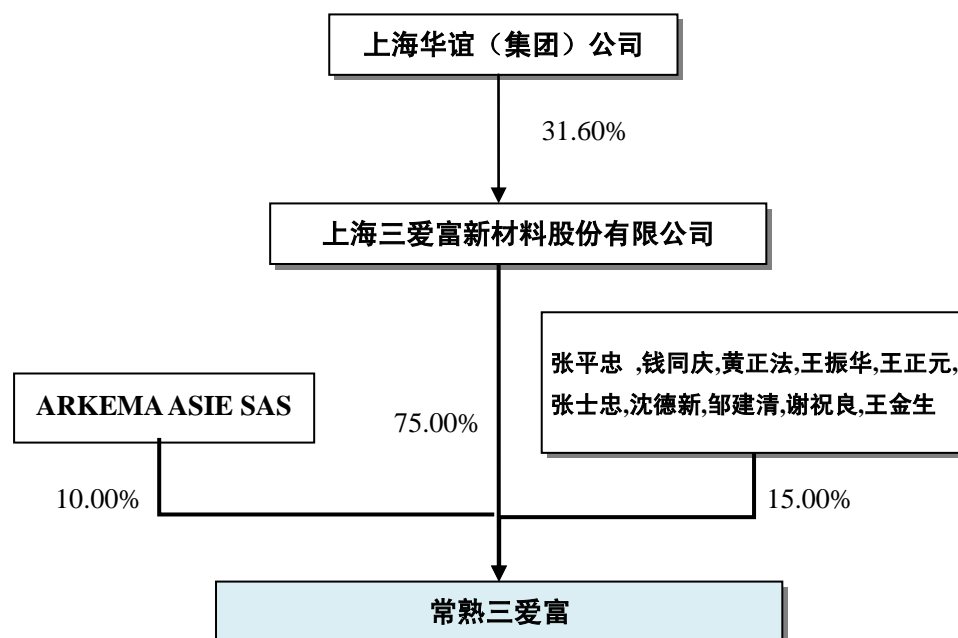 上海华谊（集团）公司
31.60%
上海三爱富新材料股份有限公司
张平忠 ,钱同庆,黄正法,王振华,王正元,
张士忠,沈德新,邹建清,谢祝良,王金生
ARKEMA ASIE SAS
75.00%
10.00%
15.00%
常熟三爱富